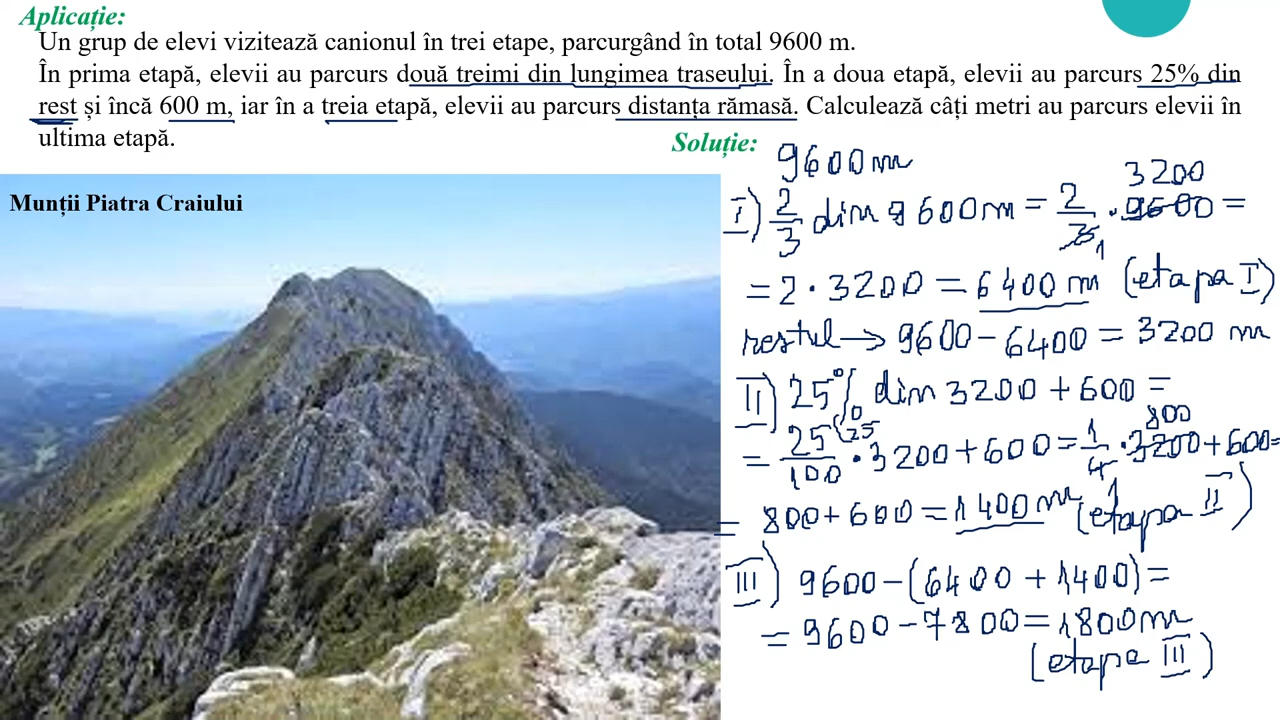 Aplicație:
Un grup de elevi vizitează canionul în trei etape, parcurgând în total 9600 m.
În prima etapă, elevii au parcurs două treimi din lungimea traseului. În a doua etapă, elevii au parcurs 25% din
rest și încă 600 m, iar în a treia etapă, elevii au parcurs distanța rămasă. Calculează câți metri au parcurs elevii în
ultima etapă.
Soluție:
9600 m
Munții Piatra Craiului
I) 2/3 din 9600 m = 2/3 1 · 9600 3200 =
= 2 · 3200 = 6400 m (etapa I)
restul → 9600 - 6400 = 3200 m
II) 25% din 3200 + 600 =
= 25/100 (25 · 3200 + 600 = 1/4 1 · 3200 800 + 600 =
= 800 + 600 = 1400 m (etapa II)
III) 9600 - (6400 + 1400) =
= 9600 - 7800 = 1800 m
(etapa III)